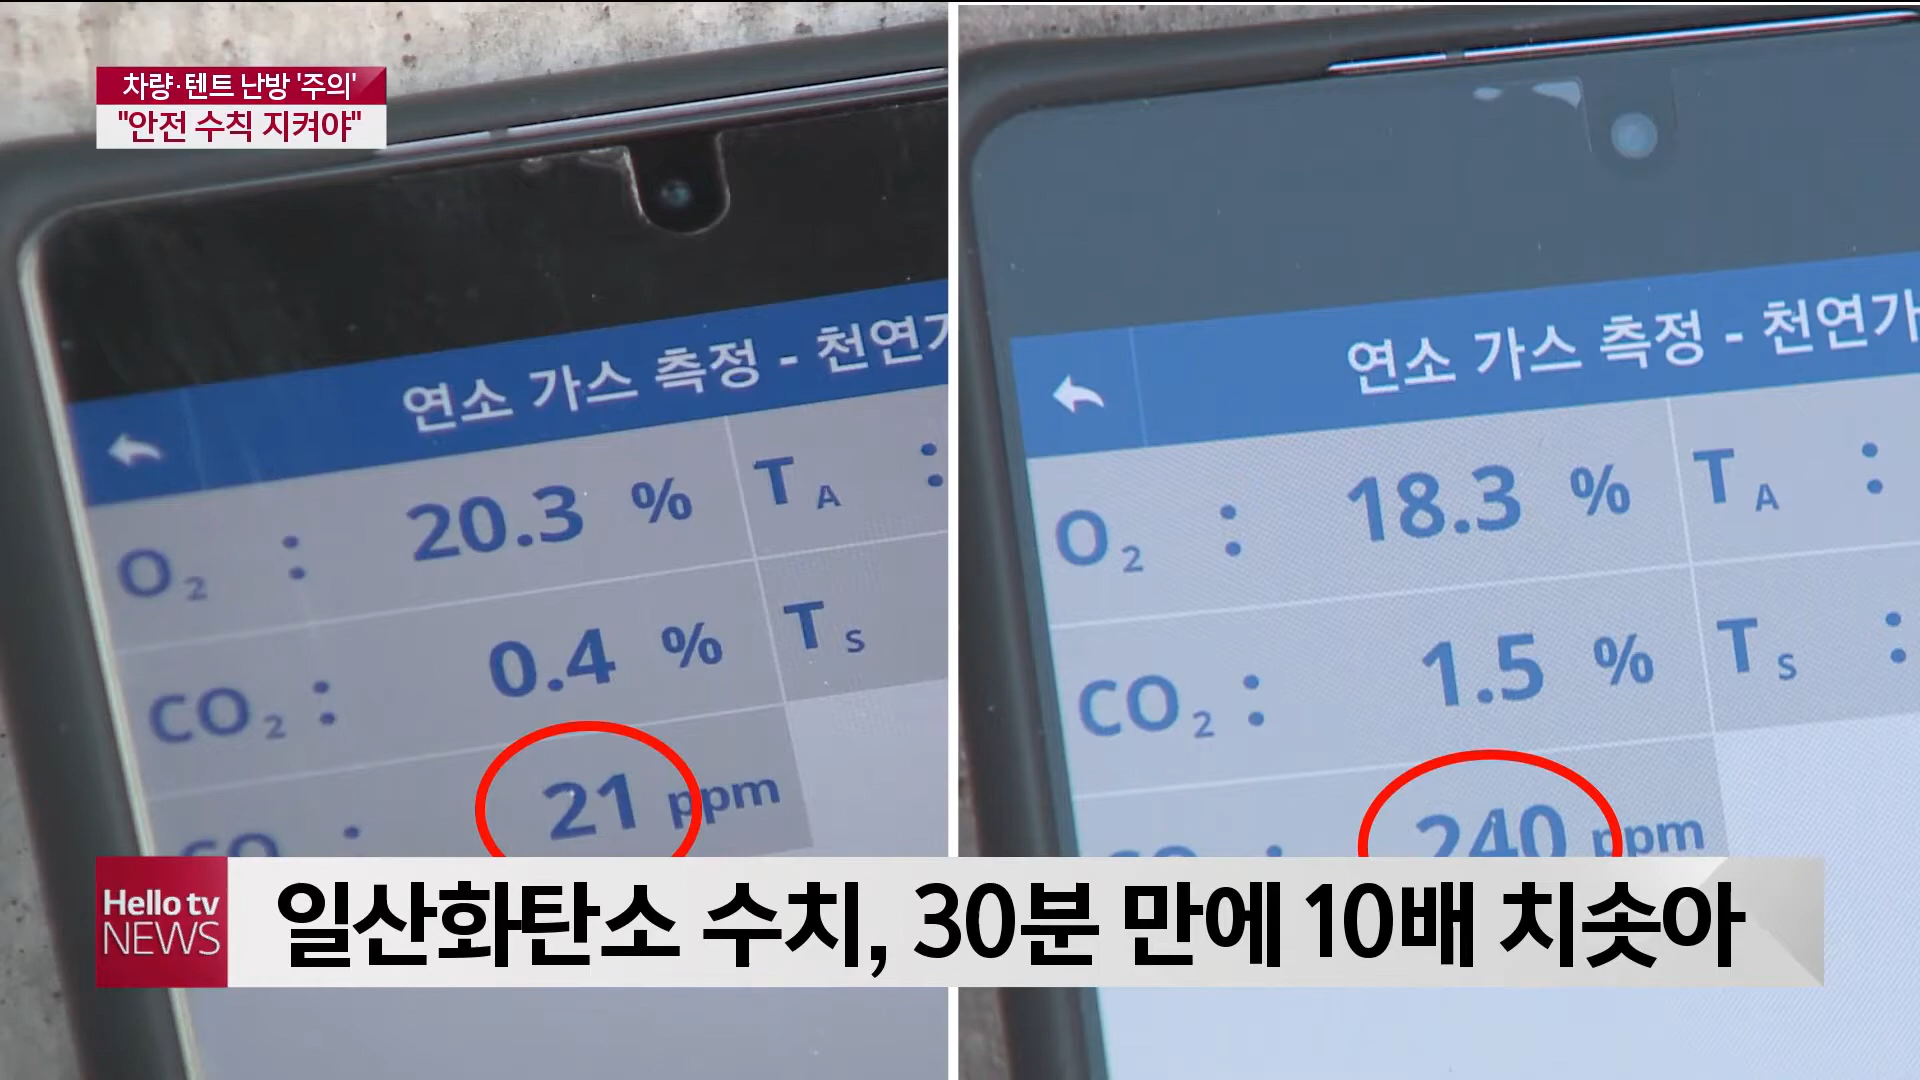 차량·텐트 난방 '주의'
"안전 수칙 지켜야"
연소 가스 측정 - 천연가
O2 : 20.3 % TA :
CO2 : 0.4 % TS
CO : 21 ppm
연소 가스 측정 - 천연가
O2 : 18.3 % TA :
CO2 : 1.5 % TS :
CO : 240 ppm
Hello tv
NEWS
일산화탄소 수치, 30분 만에 10배 치솟아